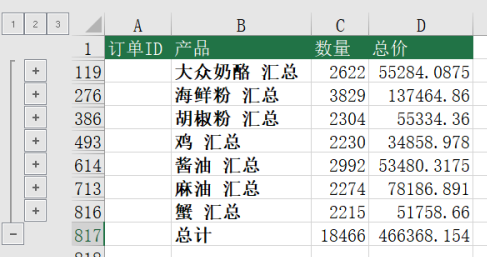 1 2 3
A B C D
1 订单ID 产品 数量 总价
119 大众奶酪 汇总 2622 55284.0875
276 海鲜粉 汇总 3829 137464.86
386 胡椒粉 汇总 2304 55334.36
493 鸡 汇总 2230 34858.978
614 酱油 汇总 2992 53480.3175
713 麻油 汇总 2274 78186.891
816 蟹 汇总 2215 51758.66
817 总计 18466 466368.154